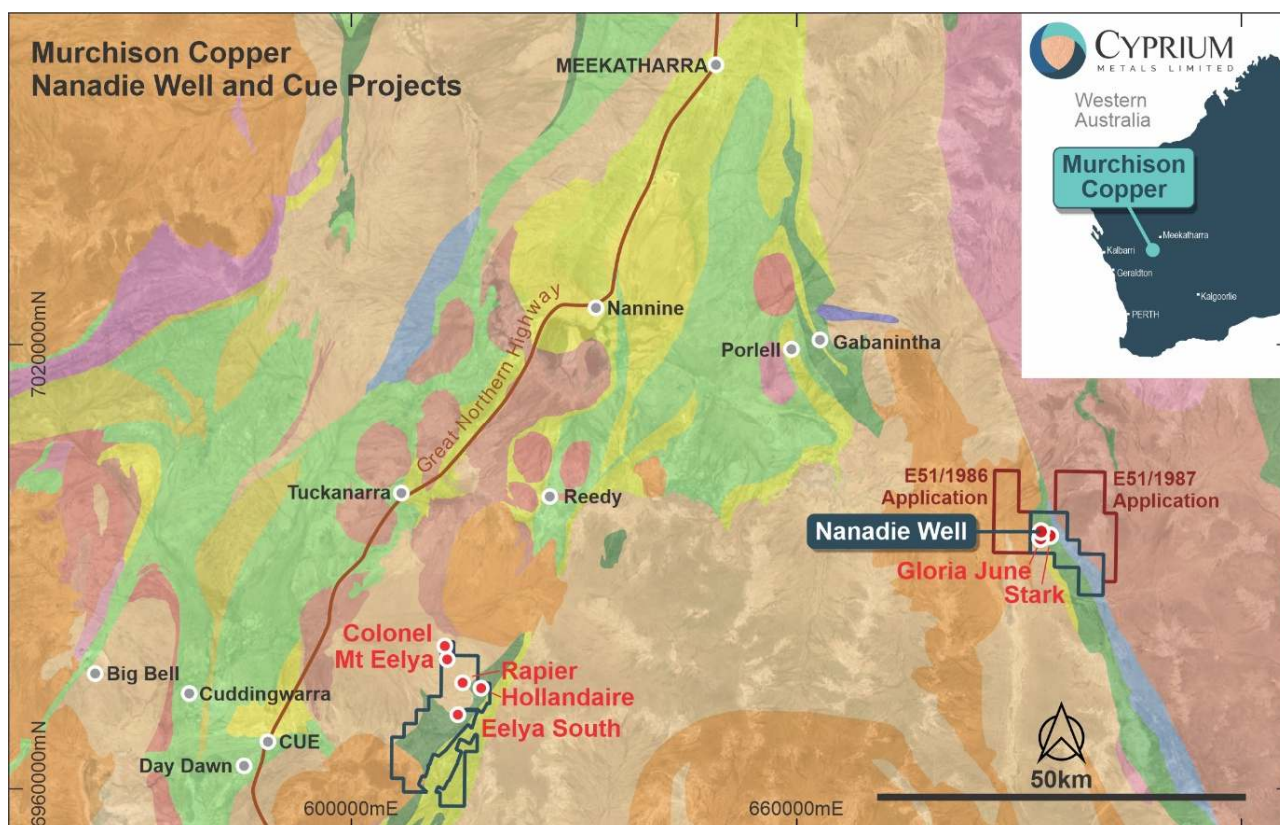 Murchison Copper
Nanadie Well and Cue Projects
MEEKATHARRA
CYPRIUM
METALS LIMITED
Western
Australia
Murchison
Copper
Meekatharra
Kalbarri
Geraldton
Kalgoorlie
PERTH
7020000mN
Great Northern Highway
Nannine
Porlell
Gabanintha
Tuckanarra
Reedy
E51/1986
Application
E51/1987
Application
Nanadie Well
Gloria June
Stark
Colonel
Mt Eelya
Rapier
Hollandaire
Eelya South
Big Bell
Cuddingwarra
CUE
Day Dawn
6960000mN
600000mE
660000mE
50km